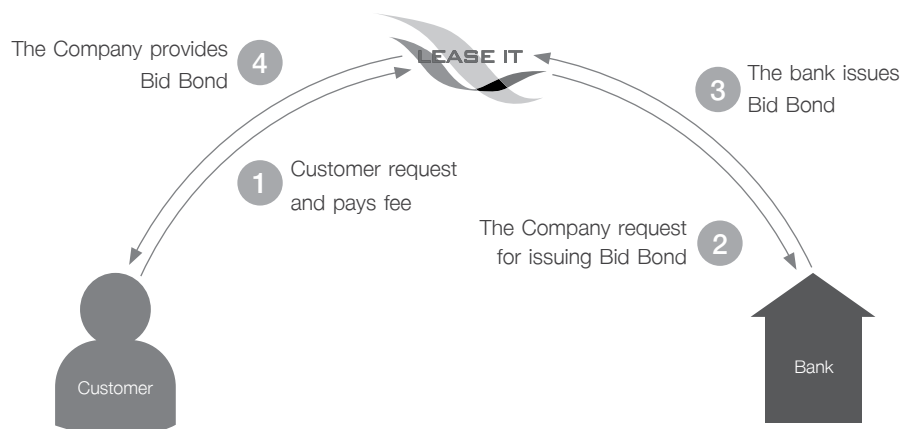 The Company provides
Bid Bond
4
LEASE IT
3
The bank issues
Bid Bond
1
Customer request
and pays fee
The Company request
for issuing Bid Bond
2
Customer
Bank